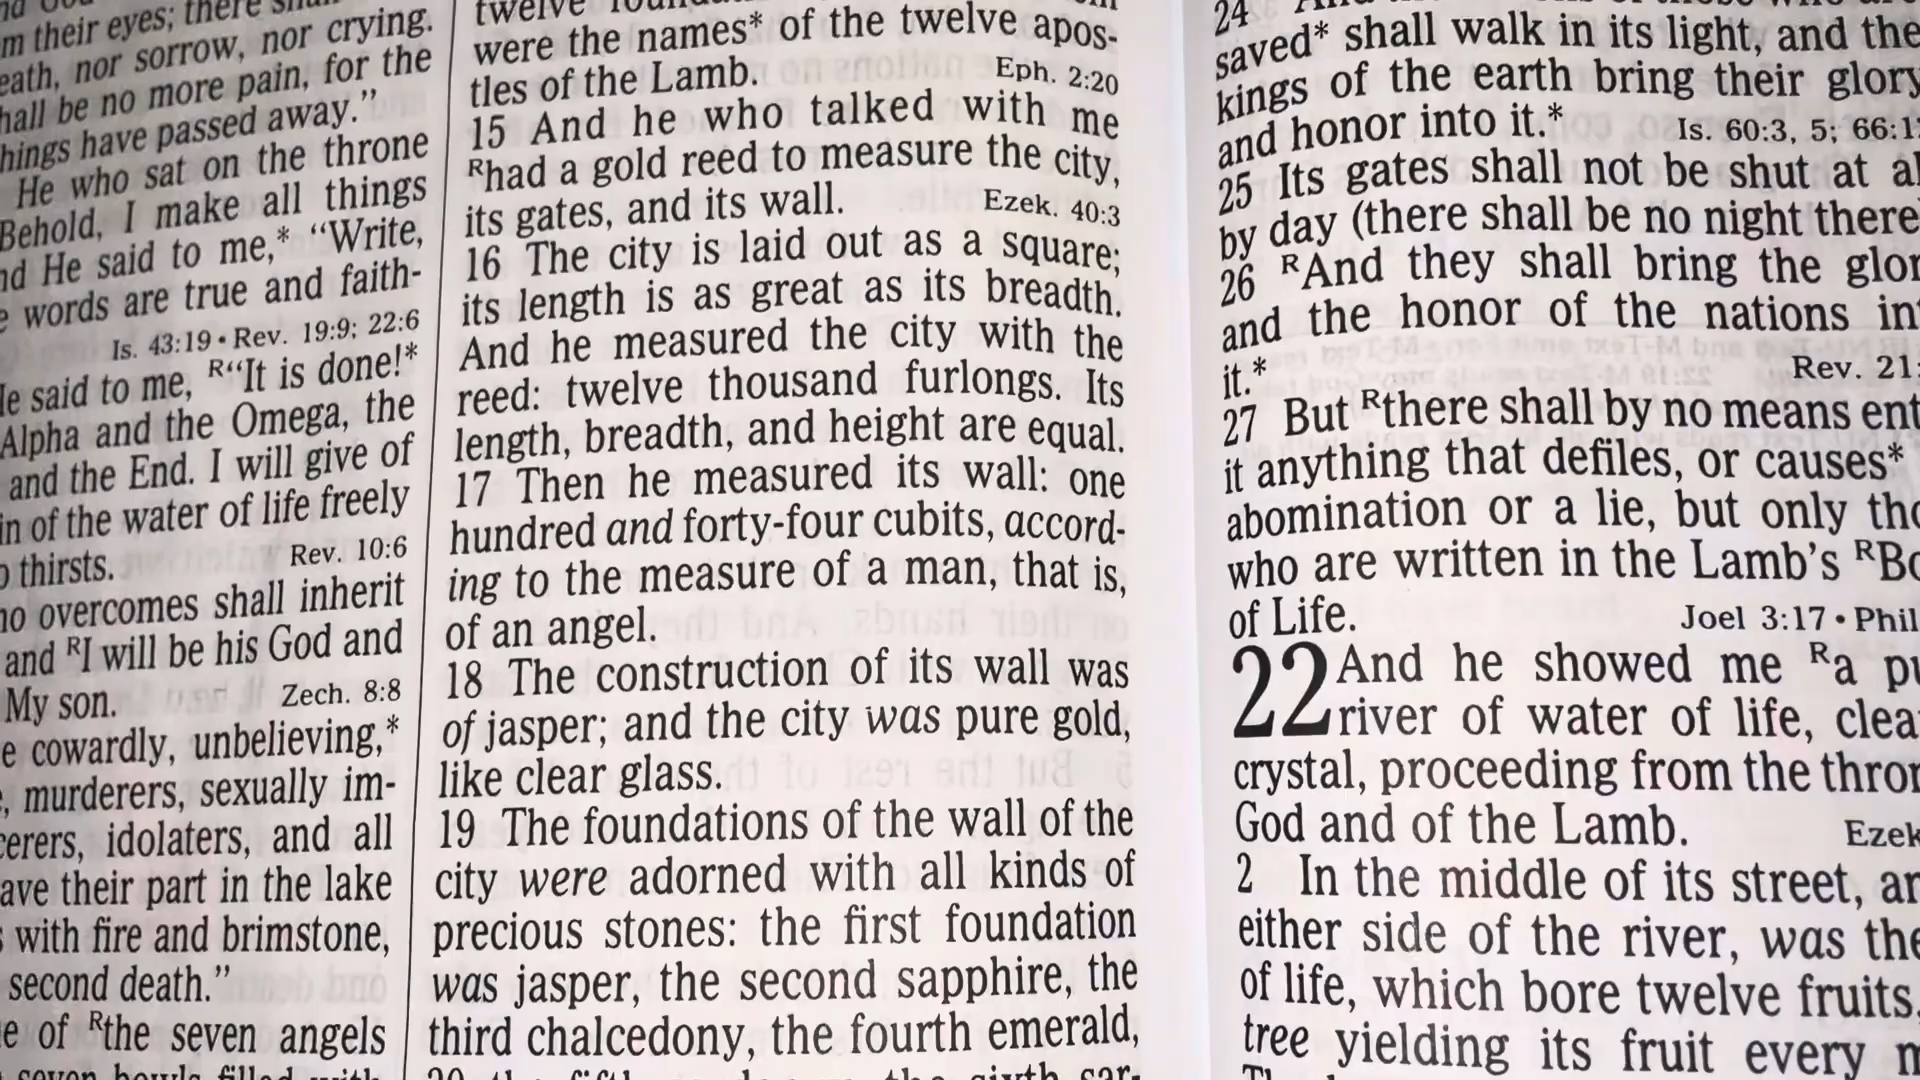 m their eyes; there
nor sorrow, nor crying.
be no more pain, for the
have passed away.”
He who sat on the throne
Behold, I make all things
He said to me,* “Write,
words are true and faith-
Is. 43:19 • Rev. 19:9; 22:6
said to me, R“It is done!*
Alpha and the Omega, the
and the End. I will give of
of the water of life freely
thirsts. Rev. 10:6
overcomes shall inherit
and RI will be his God and
My son. Zech. 8:8
cowardly, unbelieving,*
murderers, sexually im-
idolaters, and all
their part in the lake
with fire and brimstone,
second death.”
of Rthe seven angels
seven bowls filled with
twelve
were the names* of the twelve apos-
tles of the Lamb. Eph. 2:20
15 And he who talked with me
Rhad a gold reed to measure the city,
its gates, and its wall. Ezek. 40:3
16 The city is laid out as a square;
its length is as great as its breadth.
And he measured the city with the
reed: twelve thousand furlongs. Its
length, breadth, and height are equal.
17 Then he measured its wall: one
hundred and forty-four cubits, accord-
ing to the measure of a man, that is,
of an angel.
18 The construction of its wall was
of jasper; and the city was pure gold,
like clear glass.
19 The foundations of the wall of the
city were adorned with all kinds of
precious stones: the first foundation
was jasper, the second sapphire, the
third chalcedony, the fourth emerald,
20 the fifth the sixth sar-
24
saved* shall walk in its light, and the
kings of the earth bring their glory
and honor into it.* Is. 60:3, 5; 66:1
25 Its gates shall not be shut at
by day (there shall be no night there
26 RAnd they shall bring the
and the honor of the nations
it.* Rev. 21:
27 But Rthere shall by no means
it anything that defiles, or causes*
abomination or a lie, but only
who are written in the Lamb’s
of Life. Joel 3:17 • Phil
22 And he showed me Ra
river of water of life,
crystal, proceeding from the
God and of the Lamb. Ezek
2 In the middle of its street,
either side of the river, was
of life, which bore twelve fruits,
tree yielding its fruit every